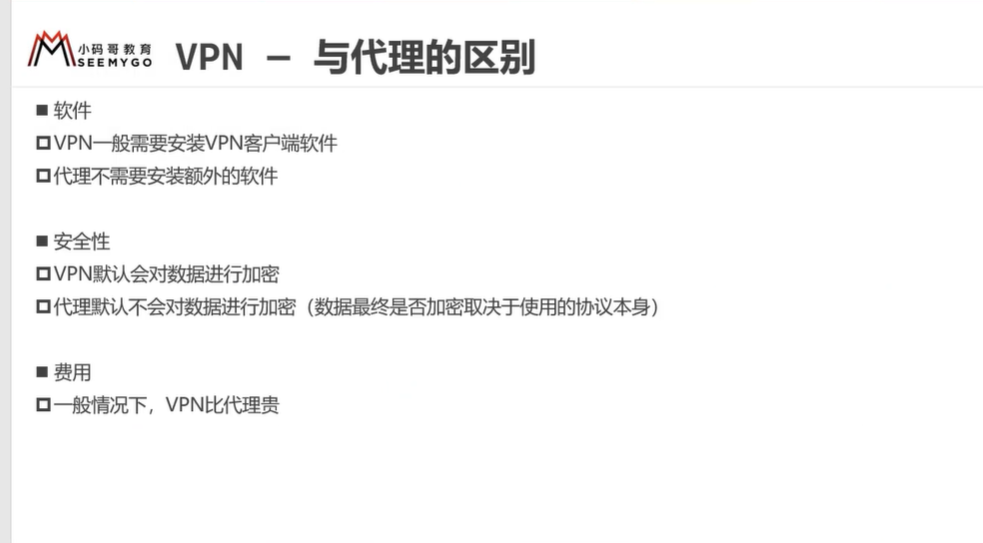 小码哥教育
SEEMYGO
VPN – 与代理的区别
■ 软件
VPN一般需要安装VPN客户端软件
代理不需要安装额外的软件
■ 安全性
VPN默认会对数据进行加密
代理默认不会对数据进行加密（数据最终是否加密取决于使用的协议本身）
■ 费用
一般情况下，VPN比代理贵